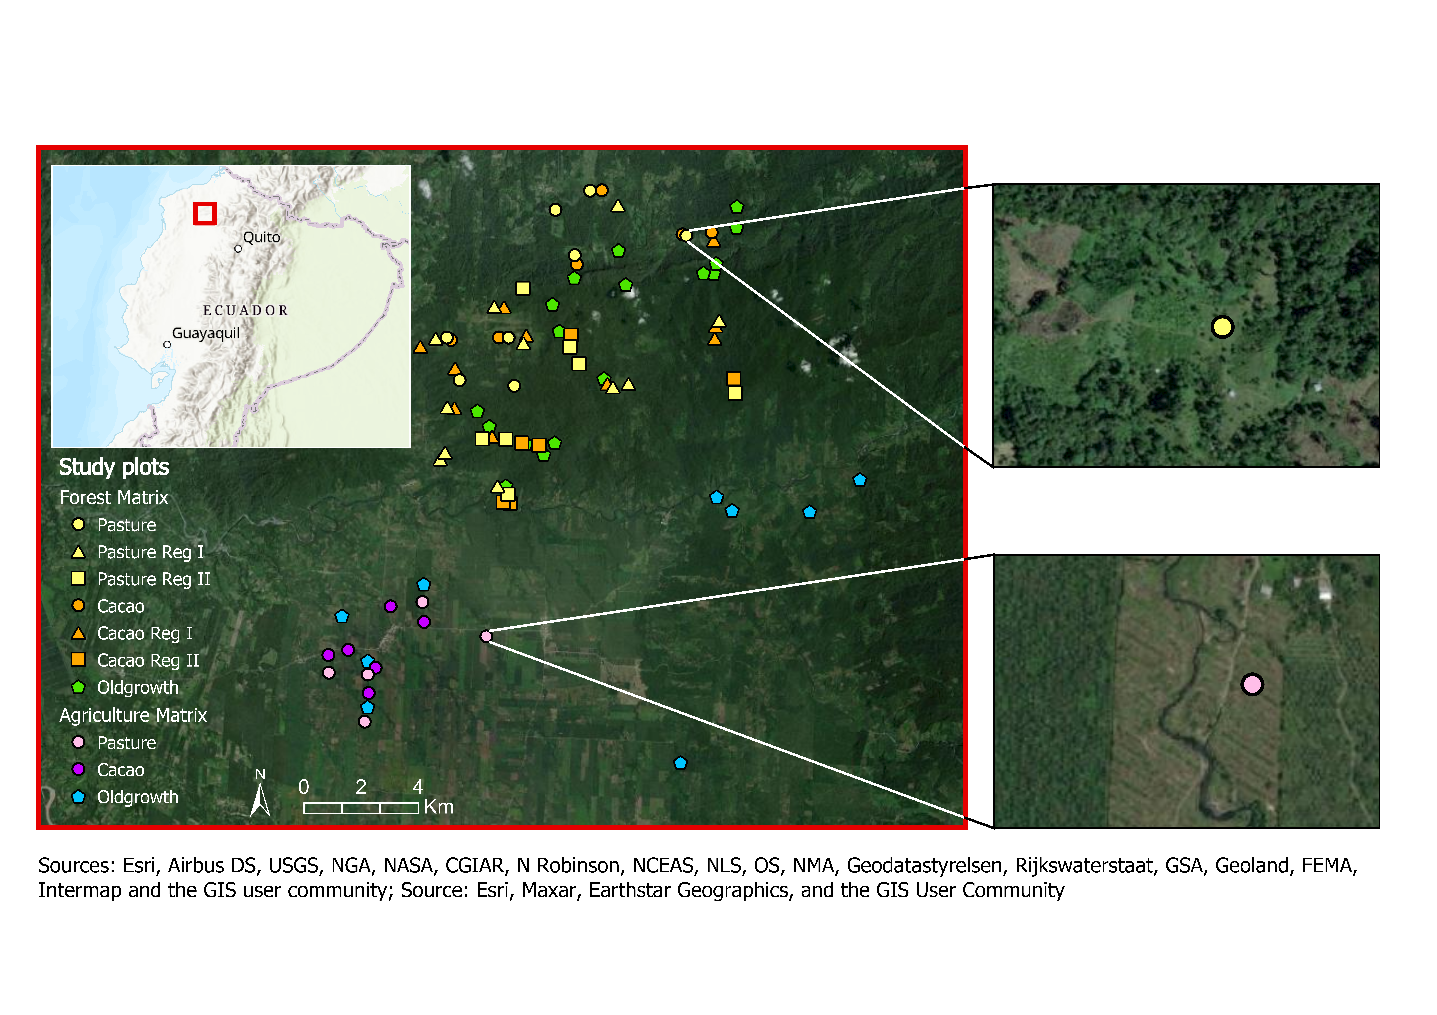 Quito
ECUADOR
Guayaquil
Study plots
Forest Matrix
Pasture
Pasture Reg I
Pasture Reg II
Cacao
Cacao Reg I
Cacao Reg II
Oldgrowth
Agriculture Matrix
Pasture
Cacao
Oldgrowth
N
0 2 4
Km
Sources: Esri, Airbus DS, USGS, NGA, NASA, CGIAR, N Robinson, NCEAS, NLS, OS, NMA, Geodatastyrelsen, Rijkswaterstaat, GSA, Geoland, FEMA,
Intermap and the GIS user community; Source: Esri, Maxar, Earthstar Geographics, and the GIS User Community